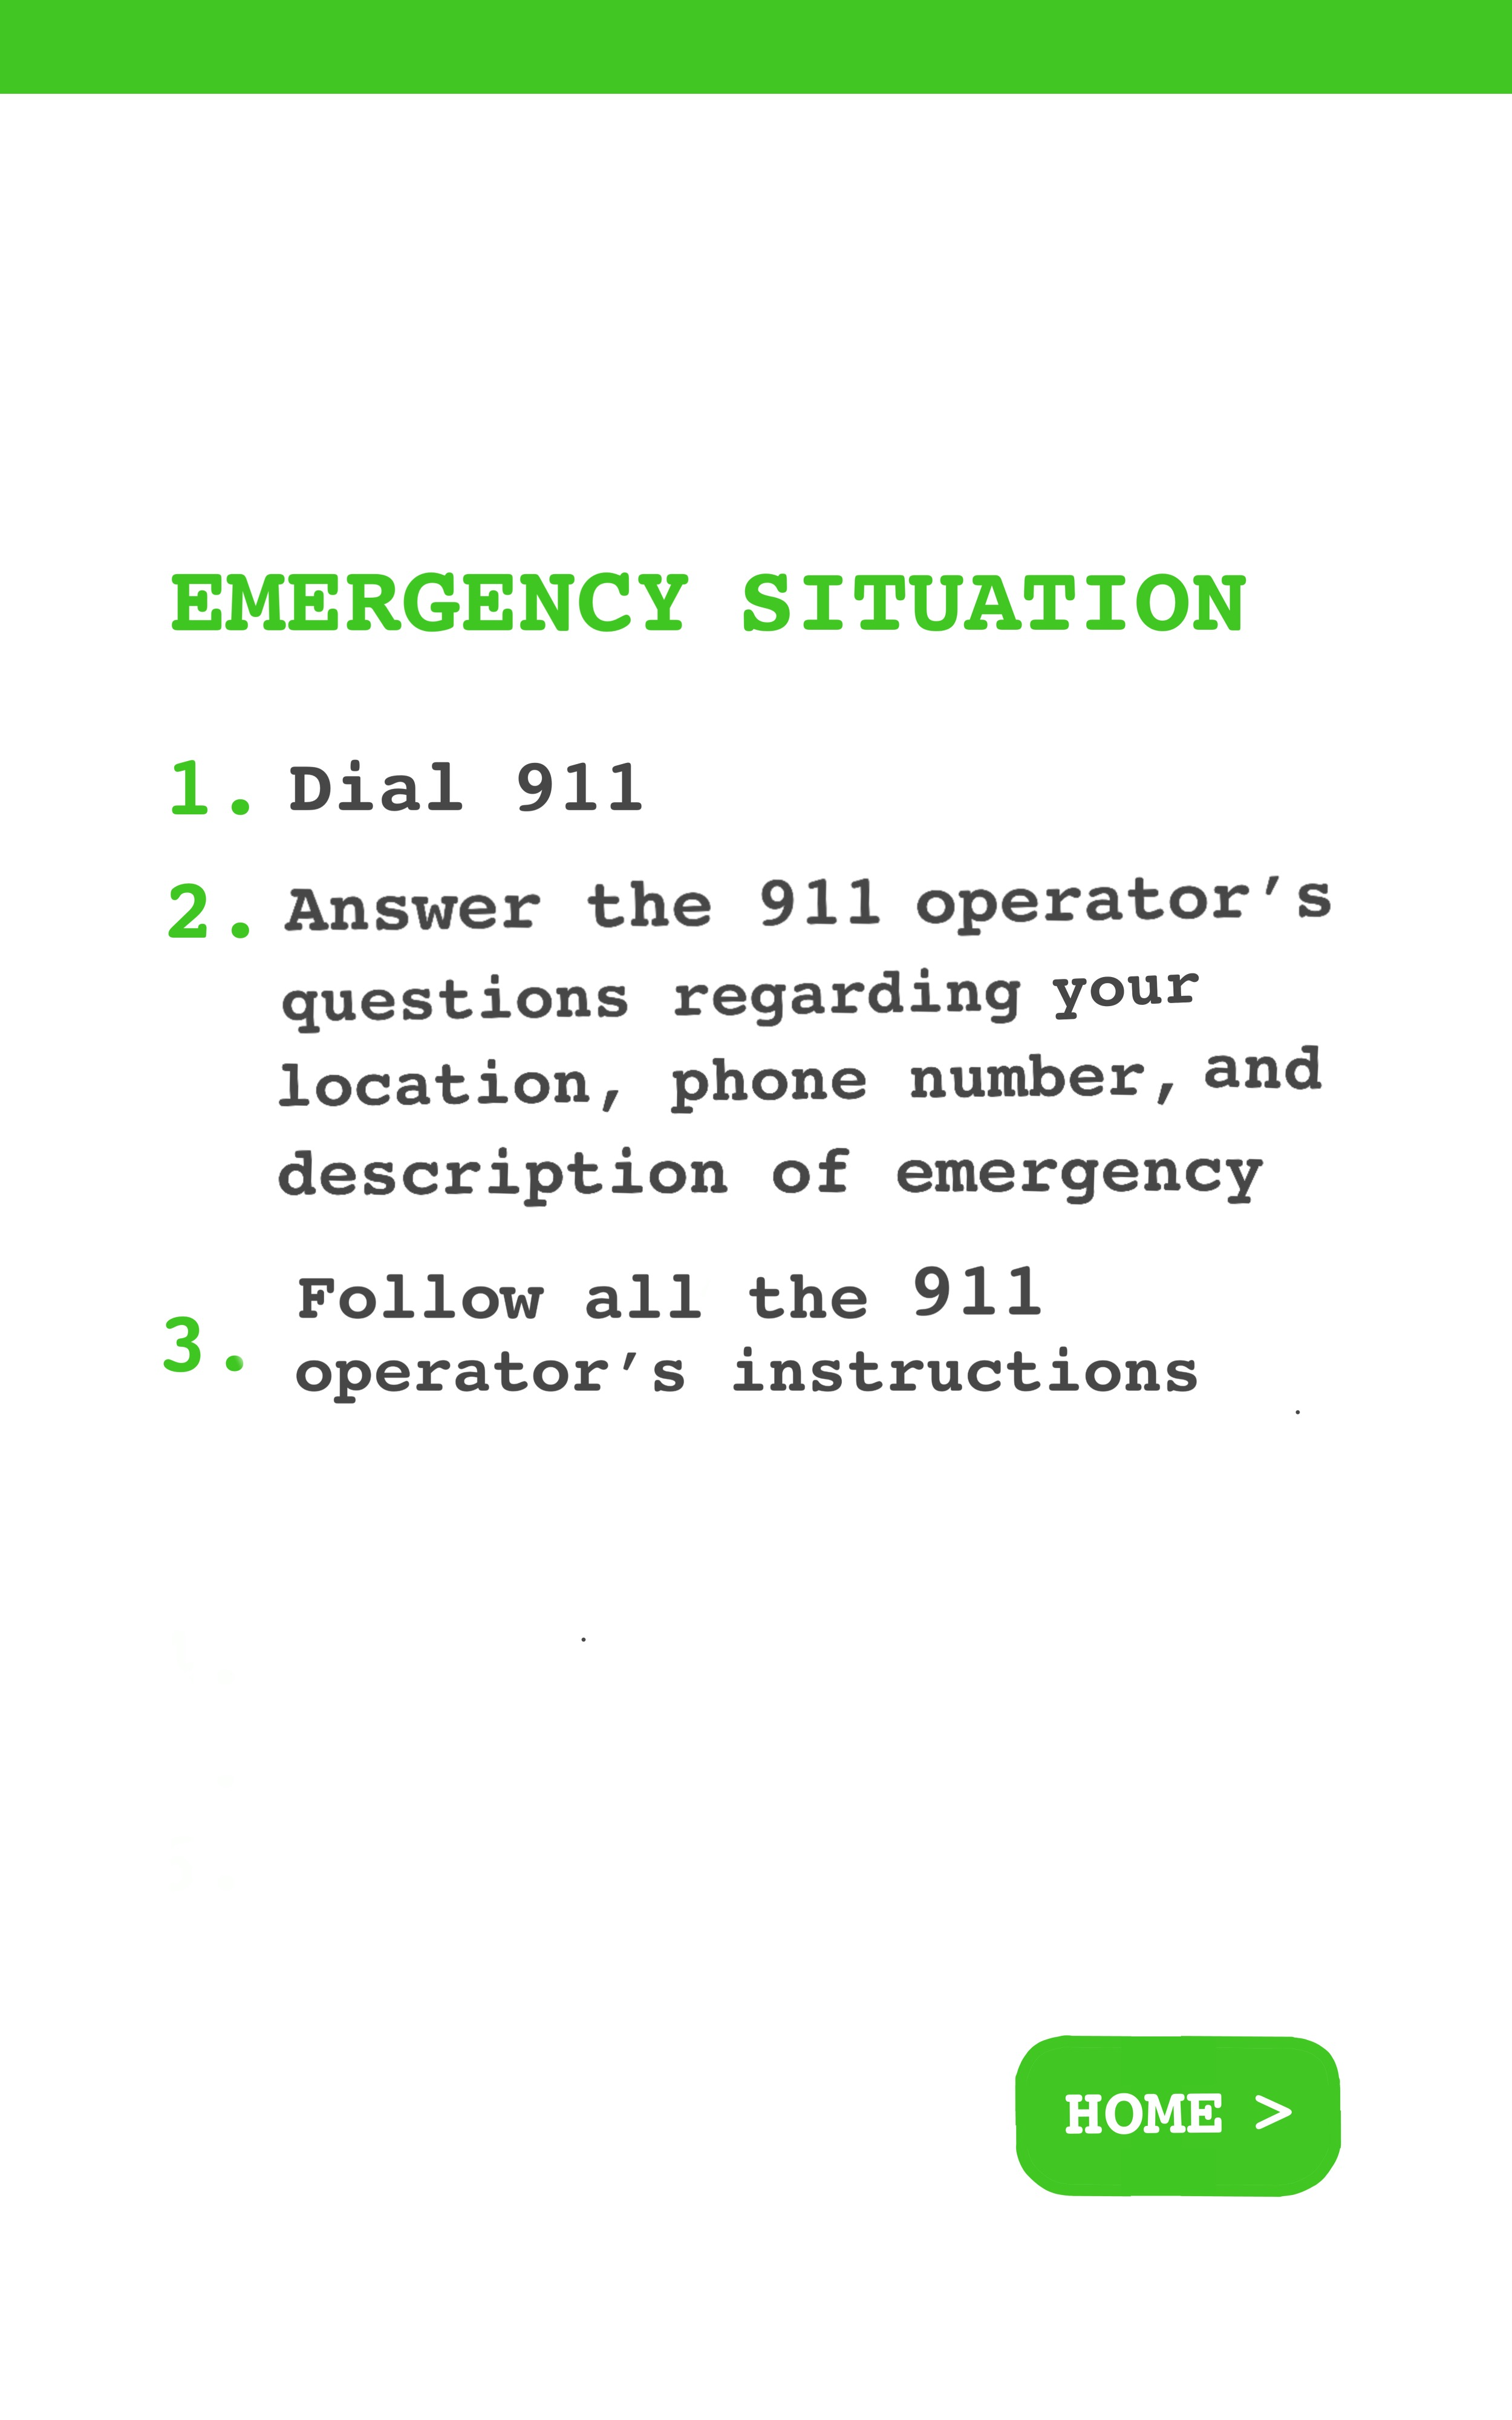 EMERGENCY SITUATION
1. Dial 911
2. Answer the 911 operator’s
questions regarding your
location, phone number, and
description of emergency
3. Follow all the 911
operator’s instructions
HOME >